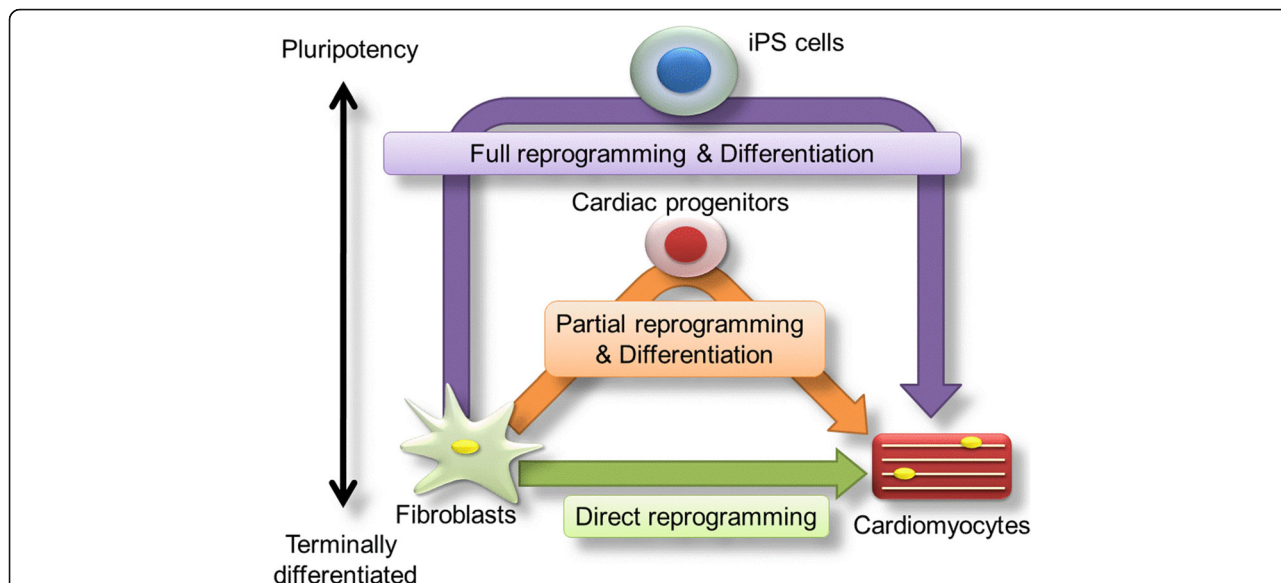 Pluripotency
iPS cells
Full reprogramming & Differentiation
Cardiac progenitors
Partial reprogramming
& Differentiation
Fibroblasts
Direct reprogramming
Cardiomyocytes
Terminally
differentiated